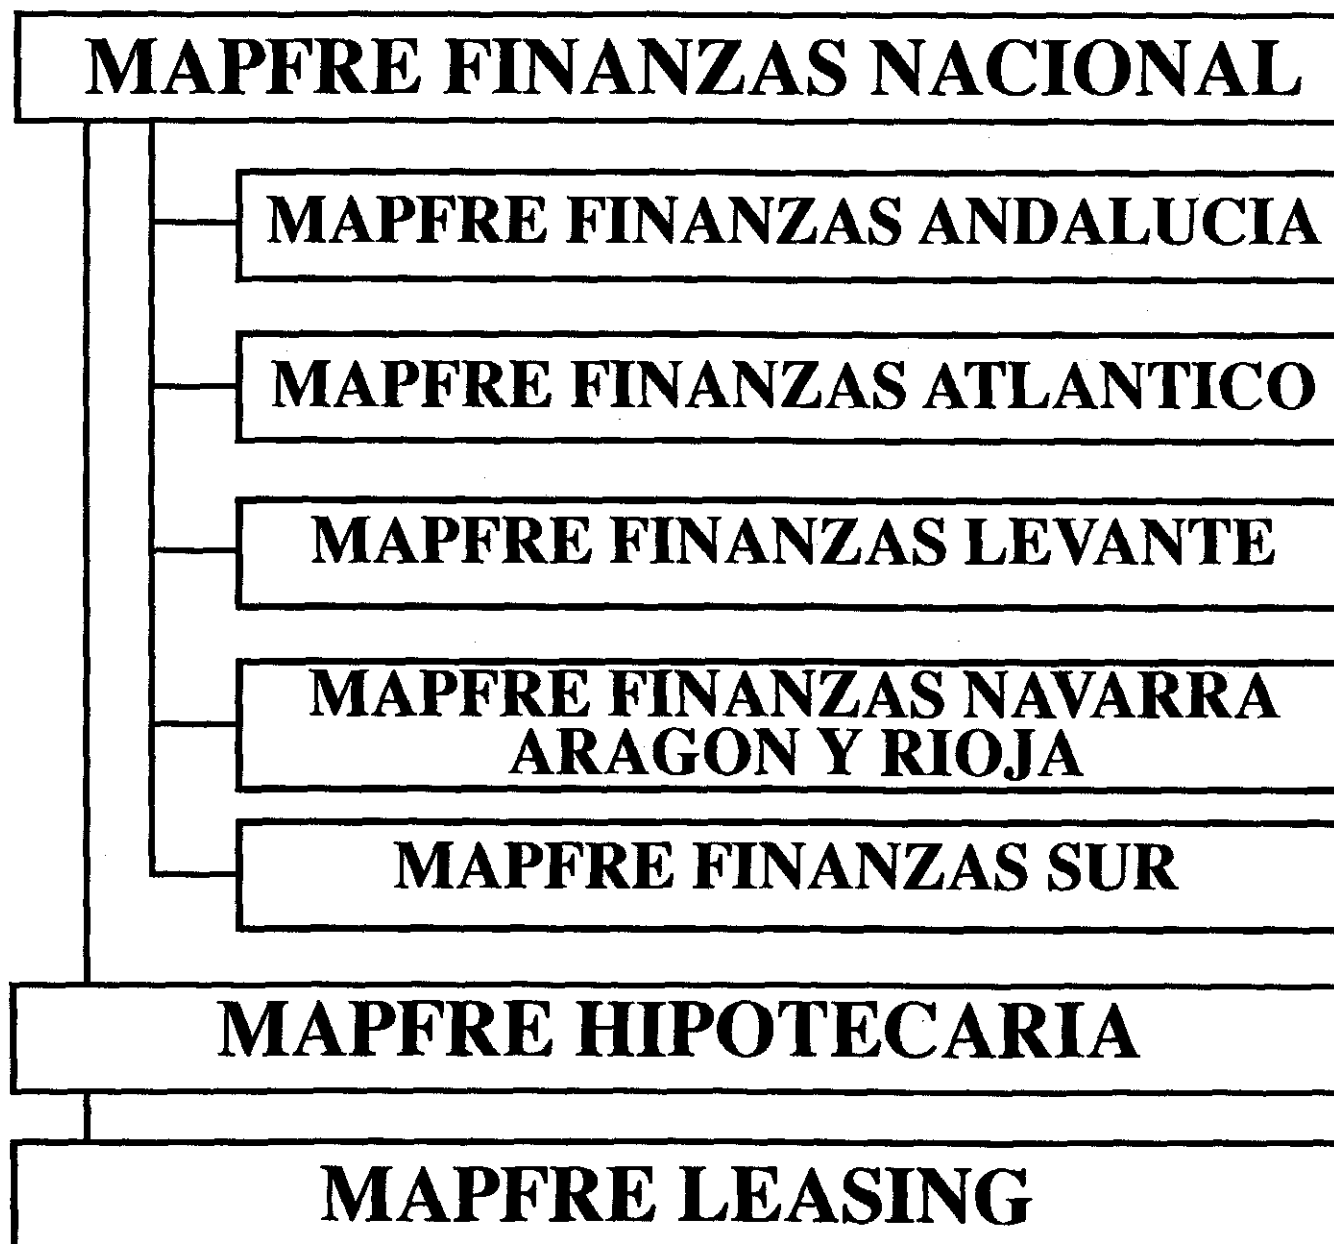 MAPFRE FINANZAS NACIONAL
MAPFRE FINANZAS ANDALUCIA
MAPFRE FINANZAS ATLANTICO
MAPFRE FINANZAS LEVANTE
MAPFRE FINANZAS NAVARRA
ARAGON Y RIOJA
MAPFRE FINANZAS SUR
MAPFRE HIPOTECARIA
MAPFRE LEASING